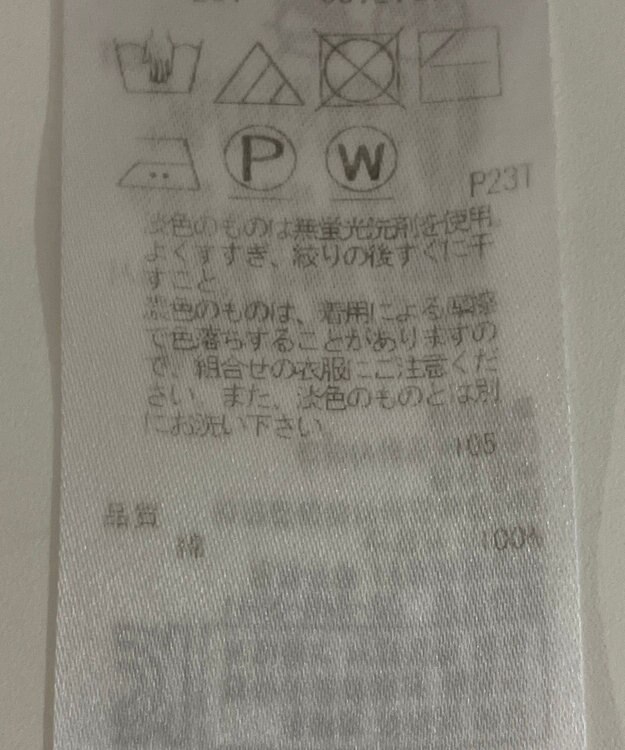 P
W
P23T
淡色のものは無蛍光洗剤を使用、
よくすすぎ、絞りの後すぐに干
すこと。
濃色のものは、着用による摩擦
で色落ちすることがありますの
で、組合せの衣服にご注意くだ
さい。また、淡色のものとは別
にお洗い下さい。
105
品質
綿 100%